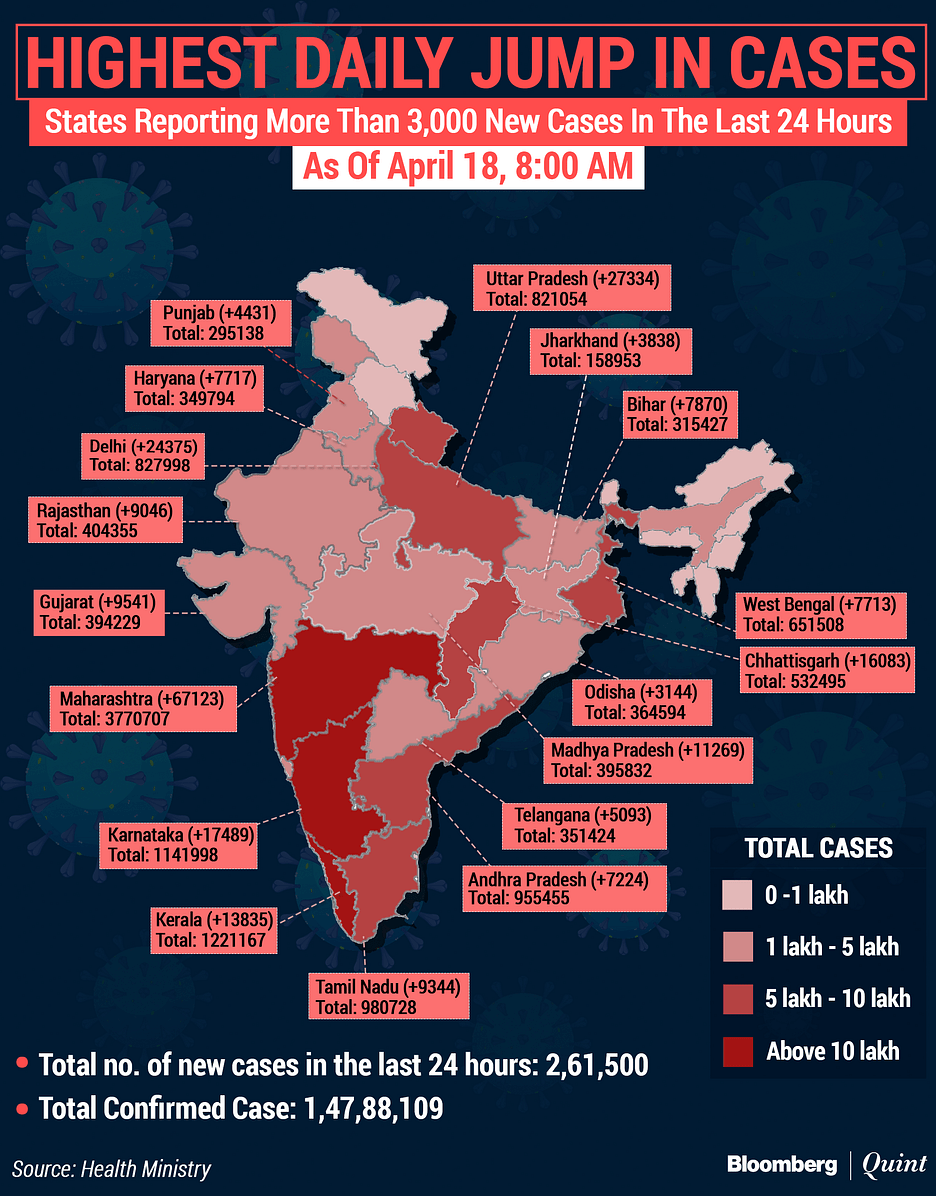 HIGHEST DAILY JUMP IN CASES
States Reporting More Than 3,000 New Cases In The Last 24 Hours
As Of April 18, 8:00 AM
Uttar Pradesh (+27334)
Total: 821054
Punjab (+4431)
Total: 295138
Jharkhand (+3838)
Total: 158953
Haryana (+7717)
Total: 349794
Bihar (+7870)
Total: 315427
Delhi (+24375)
Total: 827998
Rajasthan (+9046)
Total: 404355
Gujarat (+9541)
Total: 394229
West Bengal (+7713)
Total: 651508
Chhattisgarh (+16083)
Total: 532495
Maharashtra (+67123)
Total: 3770707
Odisha (+3144)
Total: 364594
Madhya Pradesh (+11269)
Total: 395832
Telangana (+5093)
Total: 351424
Karnataka (+17489)
Total: 1141998
Andhra Pradesh (+7224)
Total: 955455
Kerala (+13835)
Total: 1221167
Tamil Nadu (+9344)
Total: 980728
TOTAL CASES
0 -1 lakh
1 lakh - 5 lakh
5 lakh - 10 lakh
Above 10 lakh
• Total no. of new cases in the last 24 hours: 2,61,500
• Total Confirmed Case: 1,47,88,109
Source: Health Ministry
Bloomberg | Quint